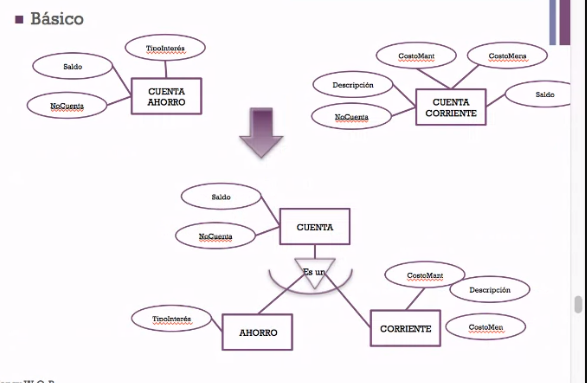 Básico
TipoInterés
Saldo
NoCuenta
CUENTA
AHORRO
CostoMant
CostoMens
Descripción
NoCuenta
CUENTA
CORRIENTE
Saldo
Saldo
NoCuenta
CUENTA
Es un
TipoInterés
AHORRO
CORRIENTE
CostoMant
Descripción
CostoMen